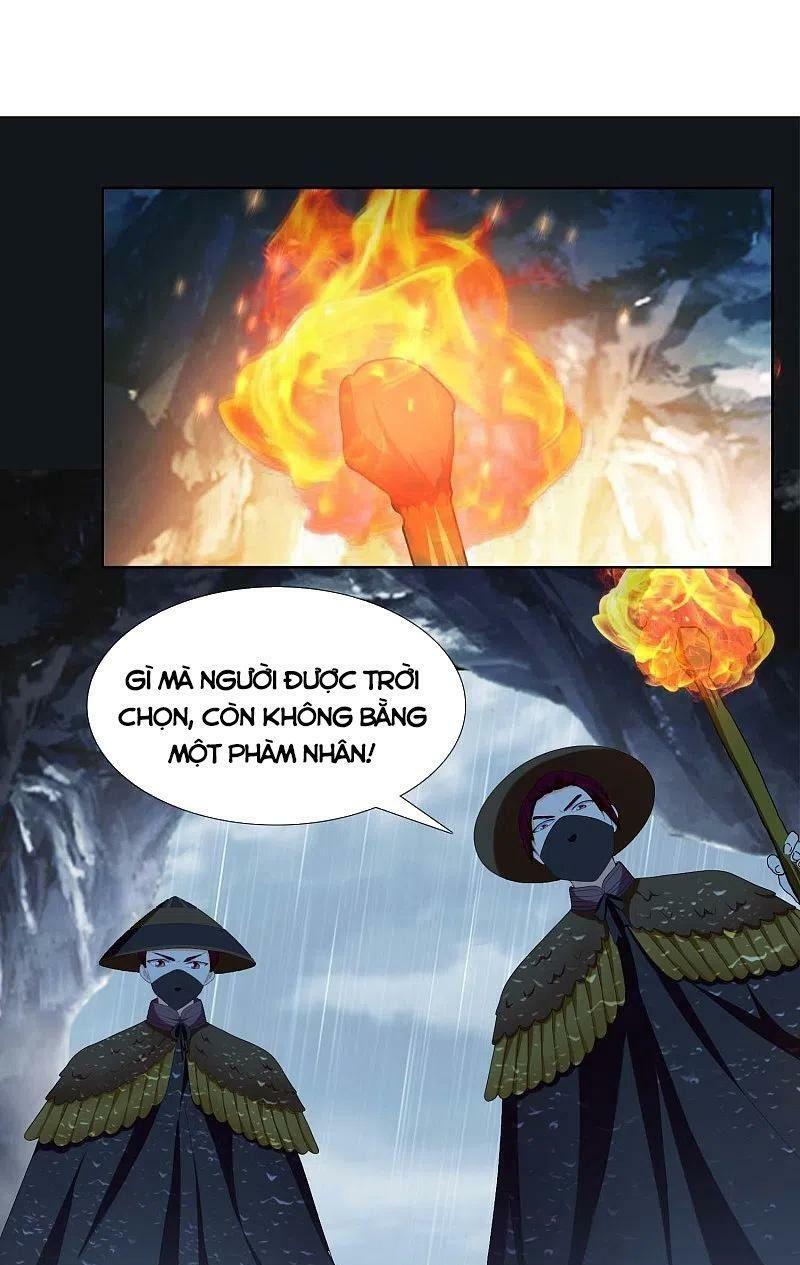 GÌ MÀ NGƯỜI ĐƯỢC TRỜI
CHỌN, CÒN KHÔNG BẰNG
MỘT PHÀM NHÂN!